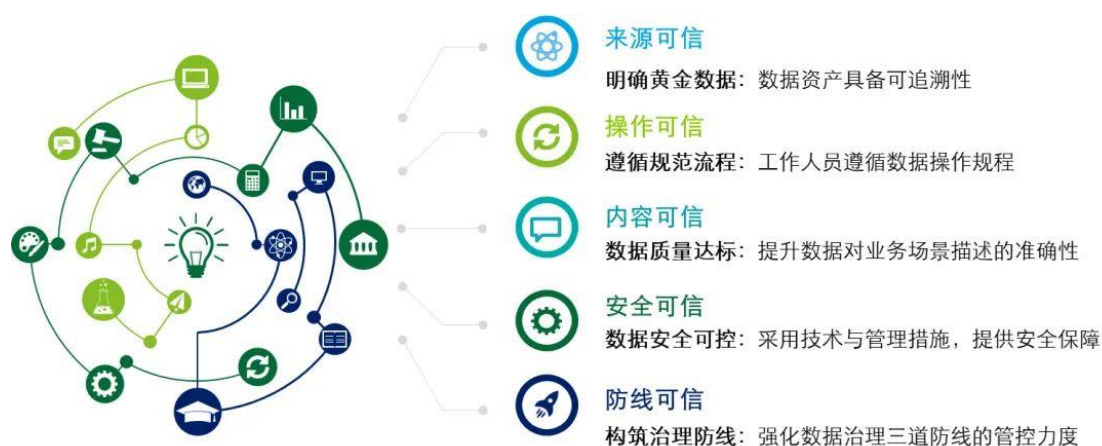 来源可信
明确黄金数据：数据资产具备可追溯性
操作可信
遵循规范流程：工作人员遵循数据操作规程
内容可信
数据质量达标：提升数据对业务场景描述的准确性
安全可信
数据安全可控：采用技术与管理措施，提供安全保障
防线可信
构筑治理防线：强化数据治理三道防线的管控力度